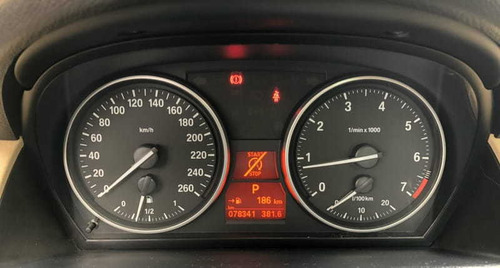 120 140
100 160
80 180
60 200
40 220
20 240
0 260
km/h
1/2
START
STOP
P
186 km
078341 381.6
3 4
2 5
1 6
0 7
1/min x 1000
l/100km
0 10 20